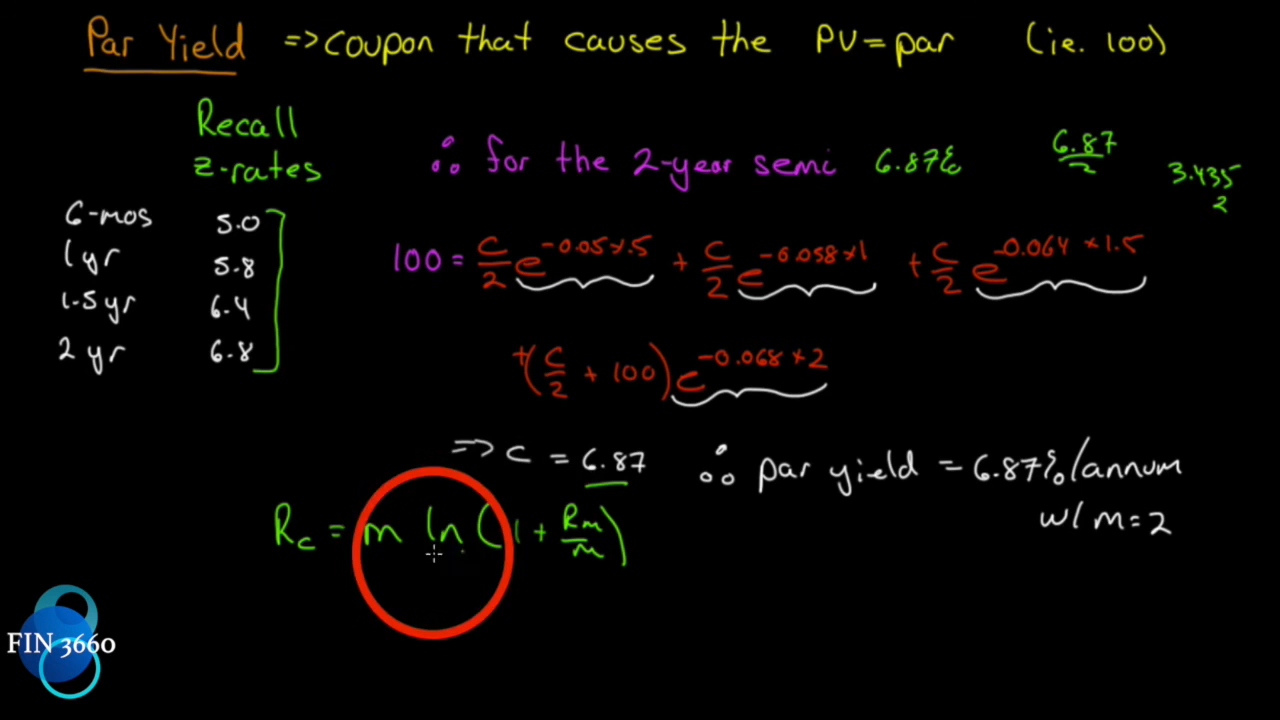 Par Yield => coupon that causes the PV = par (ie. 100)
Recall
z-rates
6-mos 5.0
1 yr 5.8
1.5 yr 6.4
2 yr 6.8
∴ for the 2-year semi 6.87% 6.87/2 3.435
2
100 = c/2 e^-0.05×.5 + c/2 e^-0.058×1 + c/2 e^-0.064×1.5
+(c/2 + 100) e^-0.068×2
=> c = 6.87 ∴ par yield = 6.87%/annum
w/ m=2
Rc = m ln (1 + Rm/m)
FIN 3660